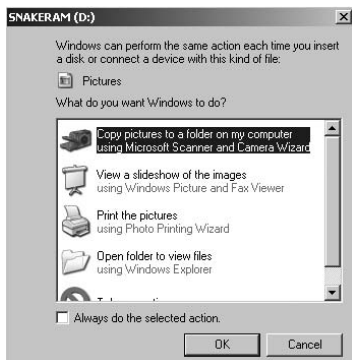 SNAKERAM (D:)
Windows can perform the same action each time you insert
a disk or connect a device with this kind of file:
Pictures
What do you want Windows to do?
Copy pictures to a folder on my computer
using Microsoft Scanner and Camera Wizard
View a slideshow of the images
using Windows Picture and Fax Viewer
Print the pictures
using Photo Printing Wizard
Open folder to view files
using Windows Explorer
Always do the selected action.
OK
Cancel